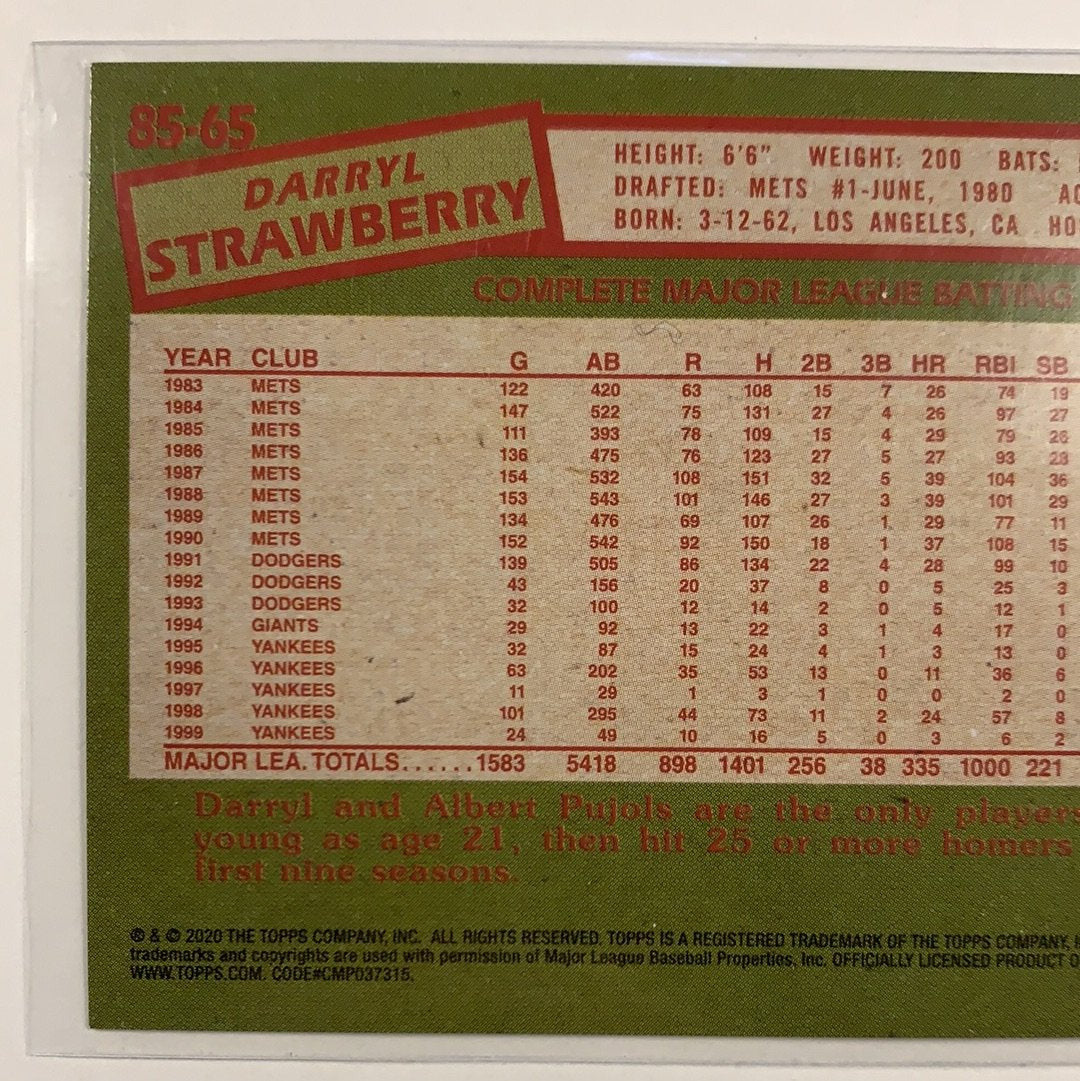 85-65
DARRYL
STRAWBERRY
HEIGHT: 6'6" WEIGHT: 200 BATS:
DRAFTED: METS #1-JUNE, 1980
BORN: 3-12-62, LOS ANGELES, CA
COMPLETE MAJOR LEAGUE BATTING
YEAR CLUB G AB R H 2B 3B HR RBI SB
1983 METS 122 420 63 108 15 7 26 74 19
1984 METS 147 522 75 131 27 4 26 97 27
1985 METS 111 393 78 109 15 4 29 79 26
1986 METS 136 475 76 123 27 5 27 93 28
1987 METS 154 532 108 151 32 5 39 104 36
1988 METS 153 543 101 146 27 3 39 101 29
1989 METS 134 476 69 107 26 1 29 77 11
1990 METS 152 542 92 150 18 1 37 108 15
1991 DODGERS 139 505 86 134 22 4 28 99 10
1992 DODGERS 43 156 20 37 8 0 5 25 3
1993 DODGERS 32 100 12 14 2 0 5 12 1
1994 GIANTS 29 92 13 22 3 1 4 17 0
1995 YANKEES 32 87 15 24 4 1 3 13 0
1996 YANKEES 63 202 35 53 13 0 11 36 6
1997 YANKEES 11 29 1 3 1 0 0 2 0
1998 YANKEES 101 295 44 73 11 2 24 57 8
1999 YANKEES 24 49 10 16 5 0 3 6 2
MAJOR LEA. TOTALS......1583 5418 898 1401 256 38 335 1000 221
Darryl and Albert Pujols are the only players
young as age 21, then hit 25 or more homers
first nine seasons.
® & © 2020 THE TOPPS COMPANY, INC. ALL RIGHTS RESERVED. TOPPS IS A REGISTERED TRADEMARK OF THE TOPPS COMPANY,
trademarks and copyrights are used with permission of Major League Baseball Properties, Inc. OFFICIALLY LICENSED PRODUCT
WWW.TOPPS.COM. CODE#CMP037315.